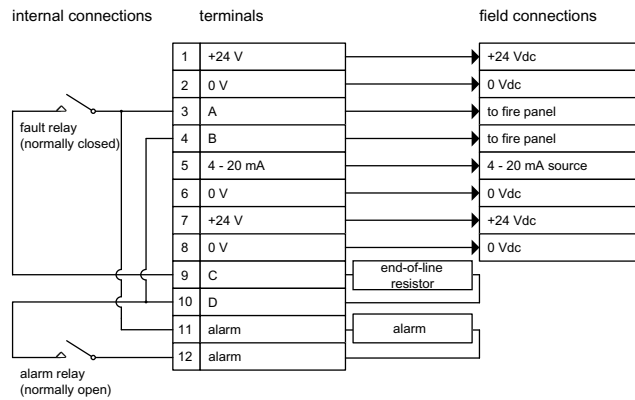 internal connections terminals field connections
1 +24 V +24 Vdc
2 0 V 0 Vdc
3 A to fire panel
fault relay
(normally closed)
4 B to fire panel
5 4 - 20 mA 4 - 20 mA source
6 0 V 0 Vdc
7 +24 V +24 Vdc
8 0 V 0 Vdc
9 C end-of-line
resistor
10 D
11 alarm alarm
12 alarm
alarm relay
(normally open)